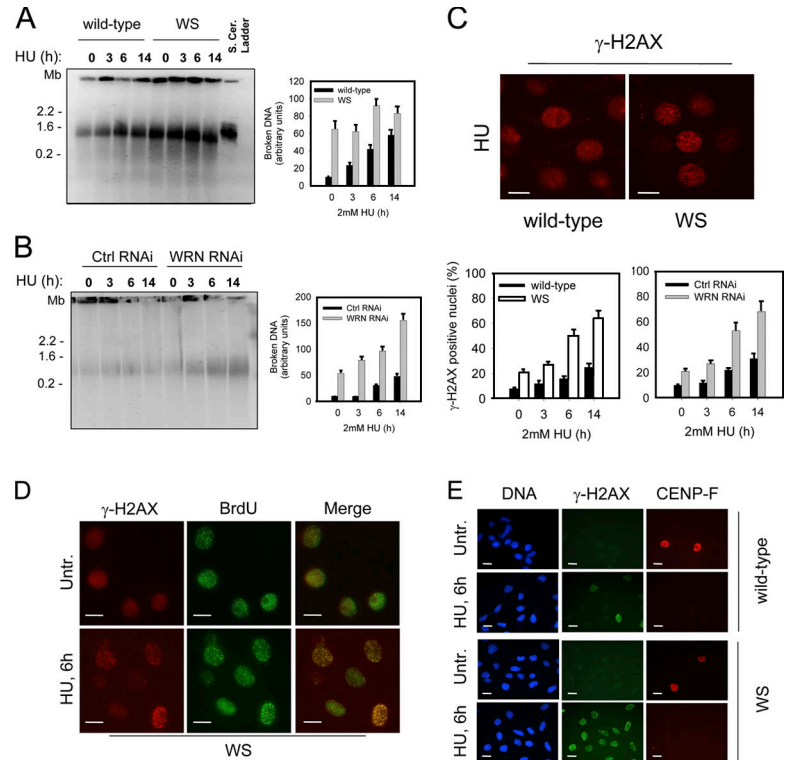 A
wild-type WS
S. Cer.
Ladder
HU (h): 0 3 6 14 0 3 6 14
Mb
2.2 -
1.6 -
0.2 -
Broken DNA
(arbitrary units)
120
100
80
60
40
20
0
wild-type
WS
0 3 6 14
2mM HU (h)
B
Ctrl RNAi WRN RNAi
HU (h): 0 3 6 14 0 3 6 14
Mb
2.2 -
1.6 -
0.2 -
Broken DNA
(arbitrary units)
200
150
100
50
0
Ctrl RNAi
WRN RNAi
0 3 6 14
2mM HU (h)
C
γ-H2AX
HU
wild-type WS
γ-H2AX positive nuclei (%)
100
80
60
40
20
0
wild-type
WS
0 3 6 14
2mM HU (h)
100
80
60
40
20
0
Ctrl RNAi
WRN RNAi
0 3 6 14
2mM HU (h)
D
γ-H2AX BrdU Merge
Untr.
HU, 6h
WS
E
DNA γ-H2AX CENP-F
Untr.
HU, 6h
wild-type
Untr.
HU, 6h
WS